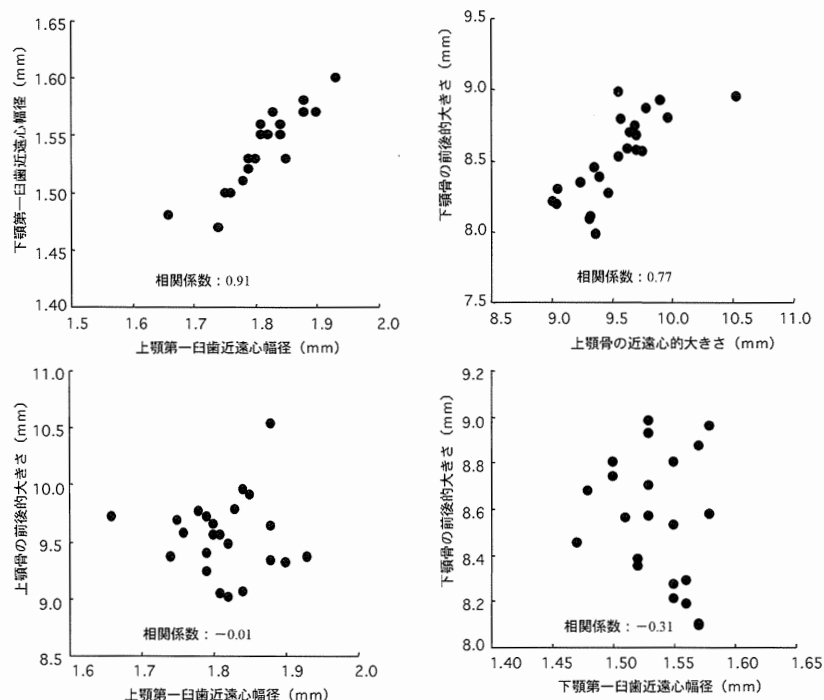 1.65
1.60
1.55
1.50
1.45
1.40
下顎第一臼歯近遠心幅径（mm）
相関係数：0.91
1.5 1.6 1.7 1.8 1.9 2.0
上顎第一臼歯近遠心幅径（mm）
9.5
9.0
8.5
8.0
7.5
下顎骨の前後的大きさ（mm）
相関係数：0.77
8.5 9.0 9.5 10.0 10.5 11.0
上顎骨の近遠心的大きさ（mm）
11.0
10.5
10.0
9.5
9.0
8.5
上顎骨の前後的大きさ（mm）
相関係数：－0.01
1.6 1.7 1.8 1.9 2.0
上顎第一臼歯近遠心幅径（mm）
9.2
9.0
8.8
8.6
8.4
8.2
8.0
下顎骨の前後的大きさ（mm）
相関係数：－0.31
1.40 1.45 1.50 1.55 1.60 1.65
下顎第一臼歯近遠心幅径（mm）